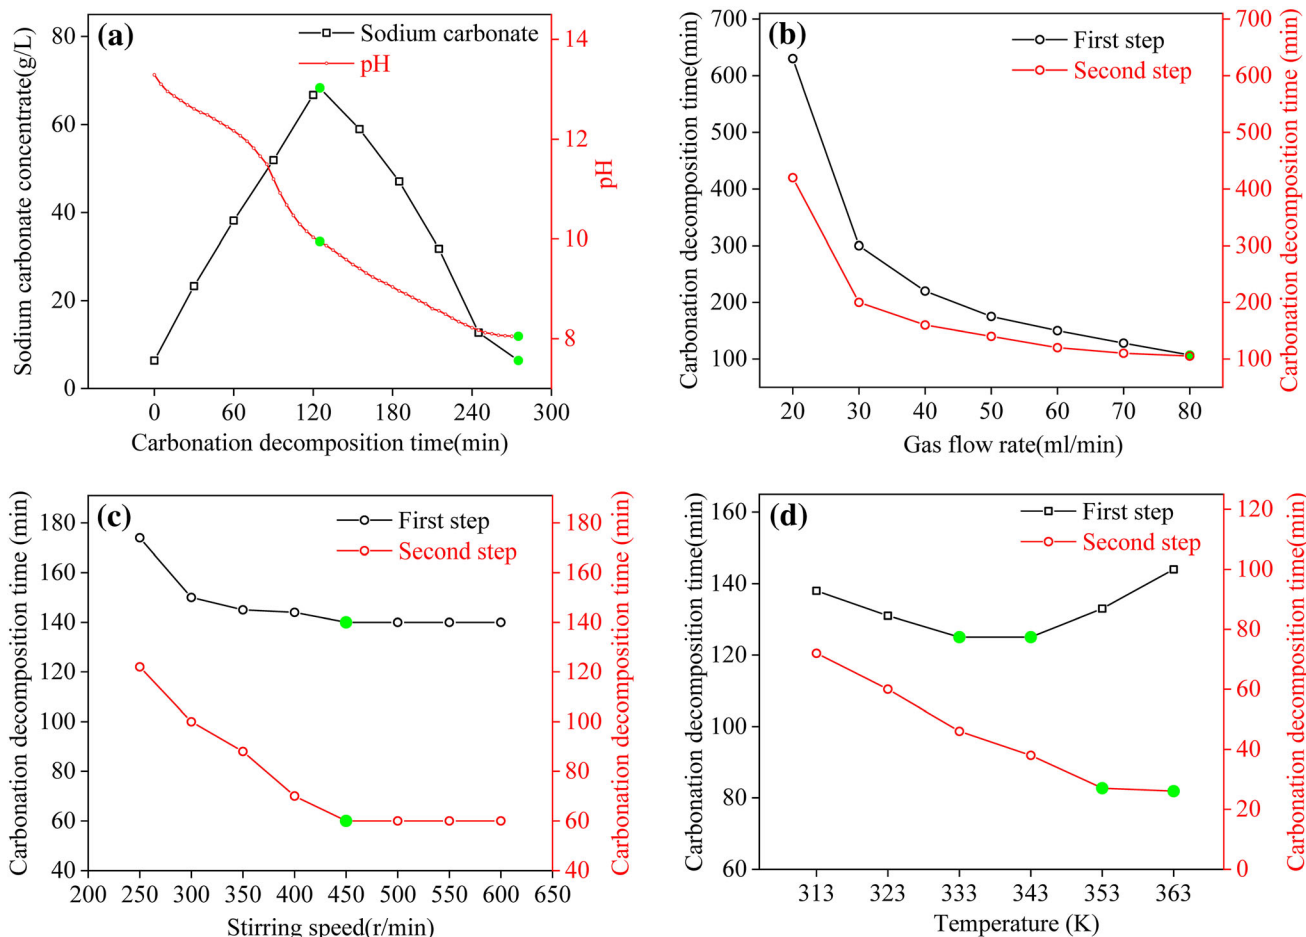 (a)
Sodium carbonate
pH
80
60
40
20
0
Sodium carbonate concentrate(g/L)
14
12
10
8
pH
0 60 120 180 240 300
Carbonation decomposition time(min)
(b)
First step
Second step
700
600
500
400
300
200
100
Carbonation decomposition time(min)
700
600
500
400
300
200
100
Carbonation decomposition time (min)
20 30 40 50 60 70 80
Gas flow rate(ml/min)
(c)
First step
Second step
180
160
140
120
100
80
60
40
Carbonation decomposition time (min)
180
160
140
120
100
80
60
40
Carbonation decomposition time (min)
200 250 300 350 400 450 500 550 600 650
Stirring speed(r/min)
(d)
First step
Second step
160
140
120
100
80
60
Carbonation decomposition time(min)
120
100
80
60
40
20
0
Carbonation decomposition time(min)
313 323 333 343 353 363
Temperature (K)